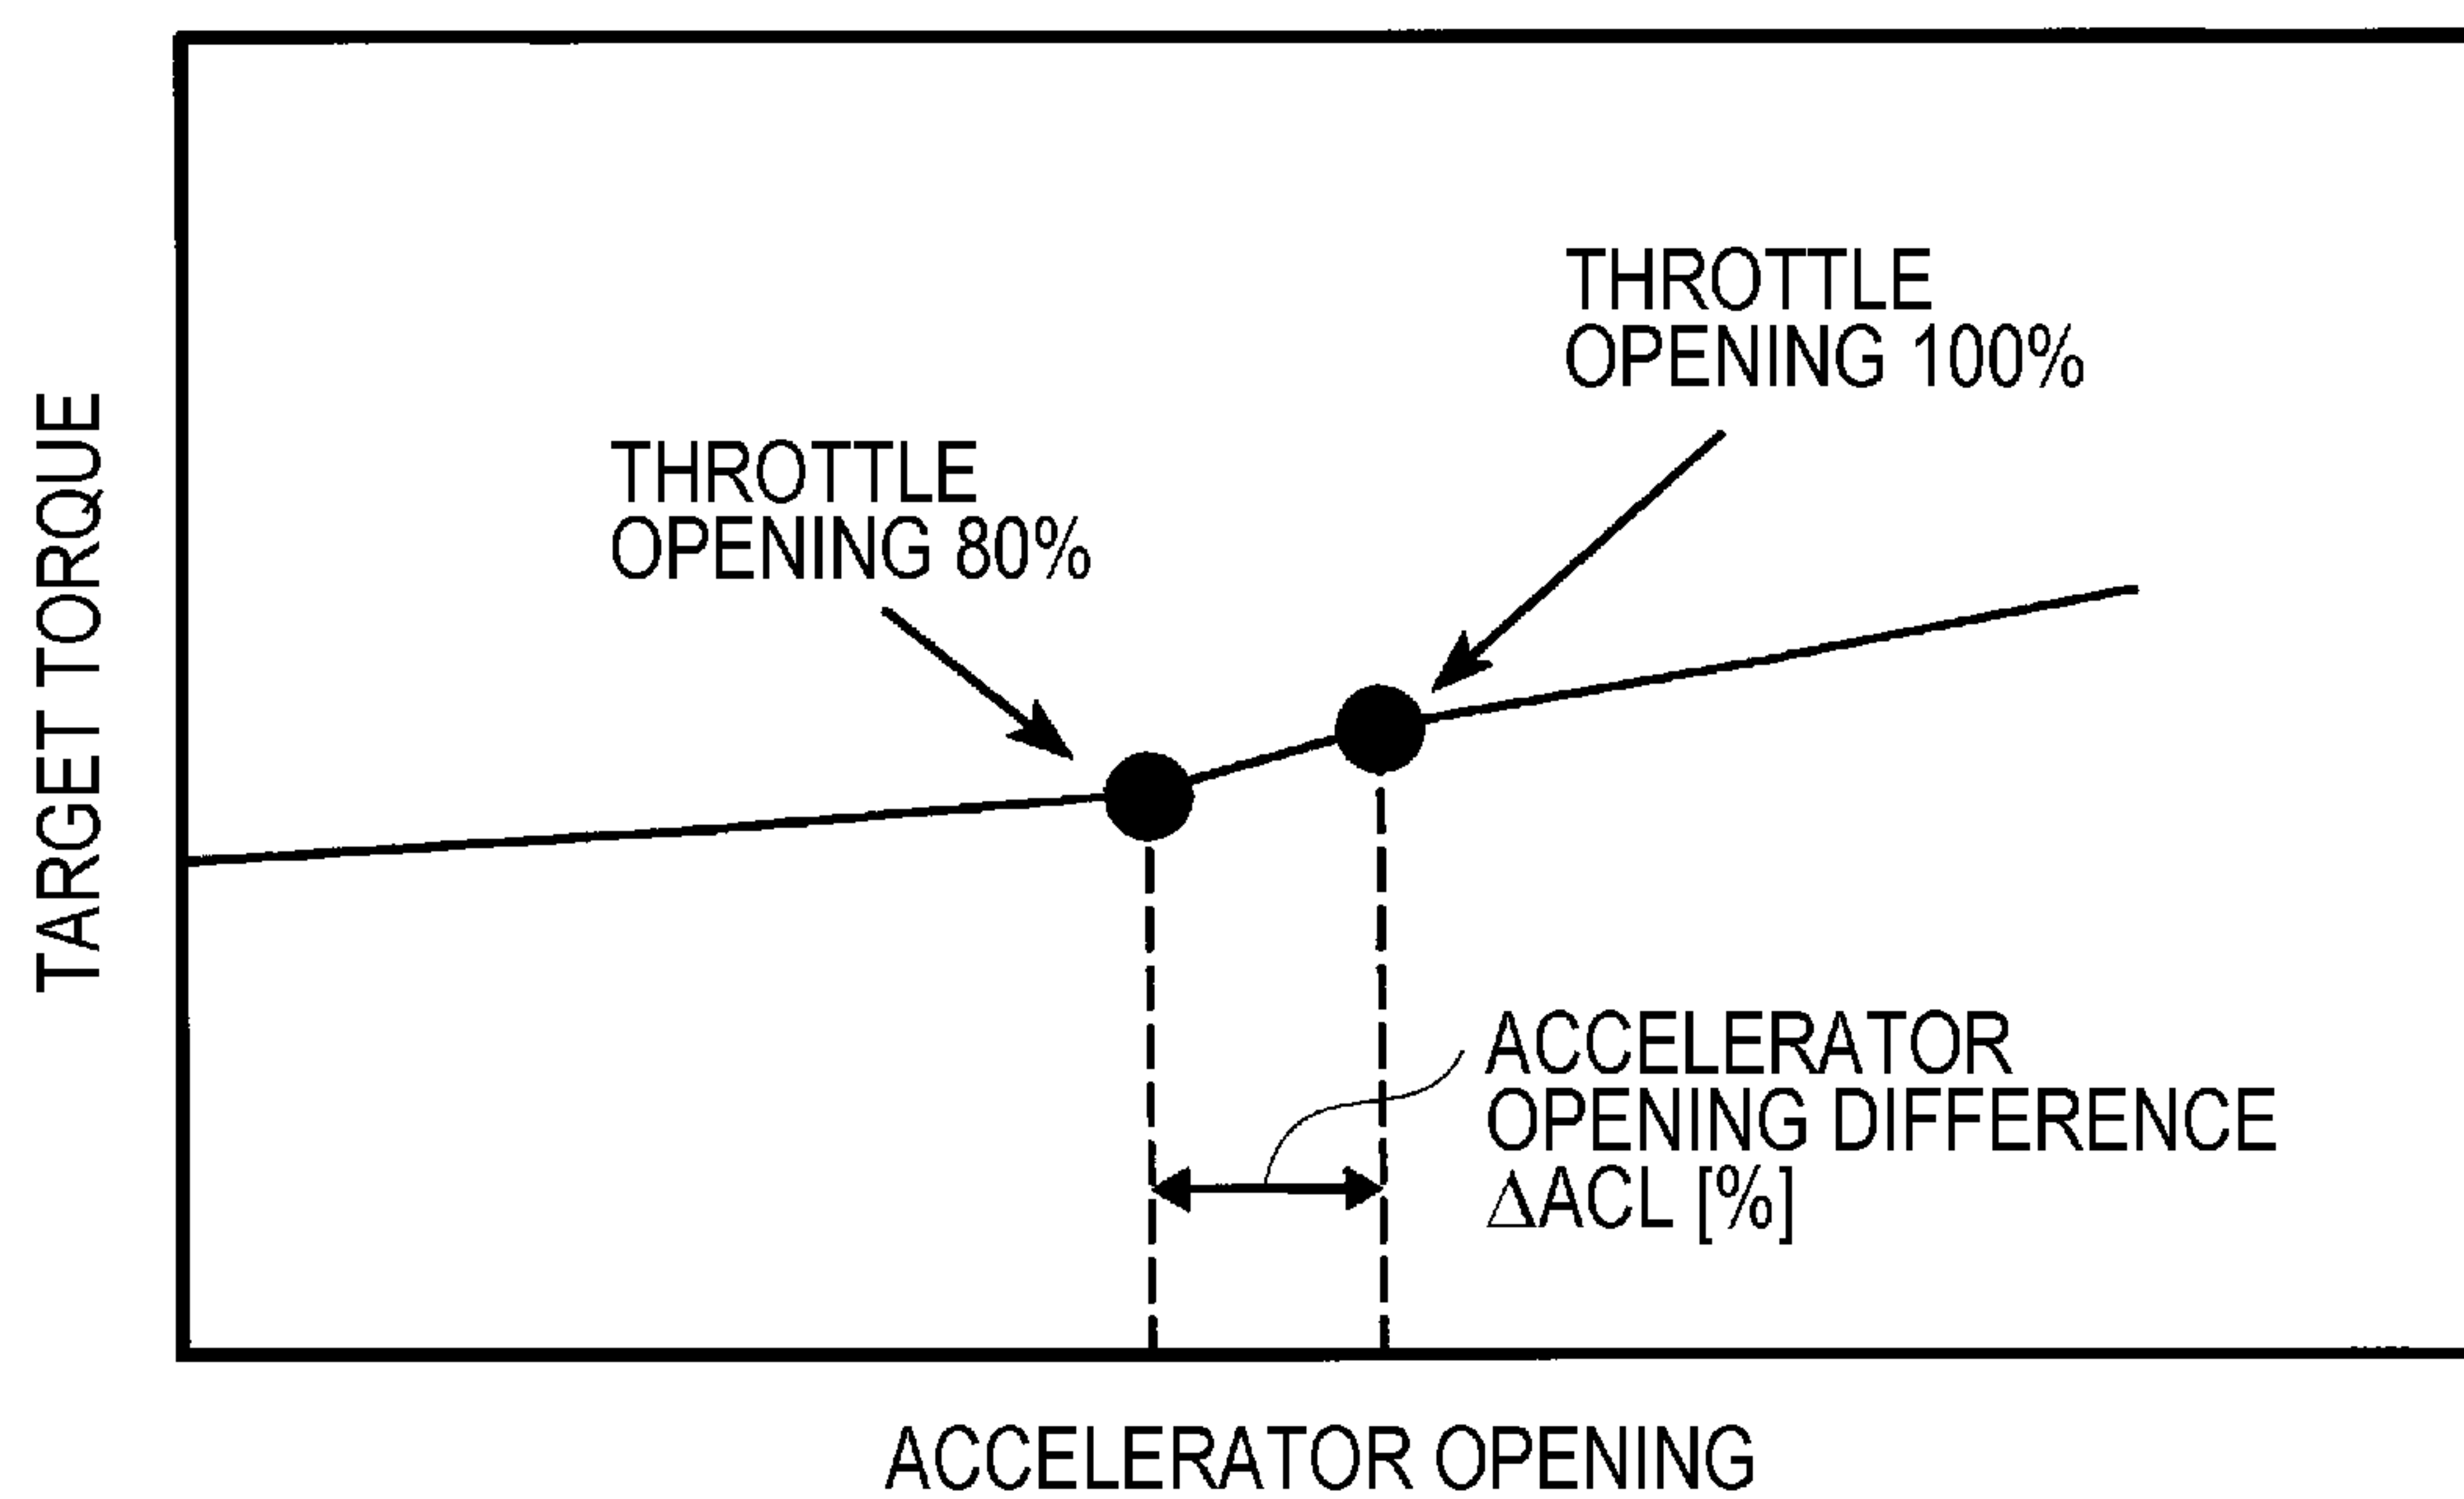 THROTTLE
OPENING 100%
THROTTLE
OPENING 80%
TARGET TORQUE
ACCELERATOR
OPENING DIFFERENCE
ΔACL [%]
ACCELERATOR OPENING